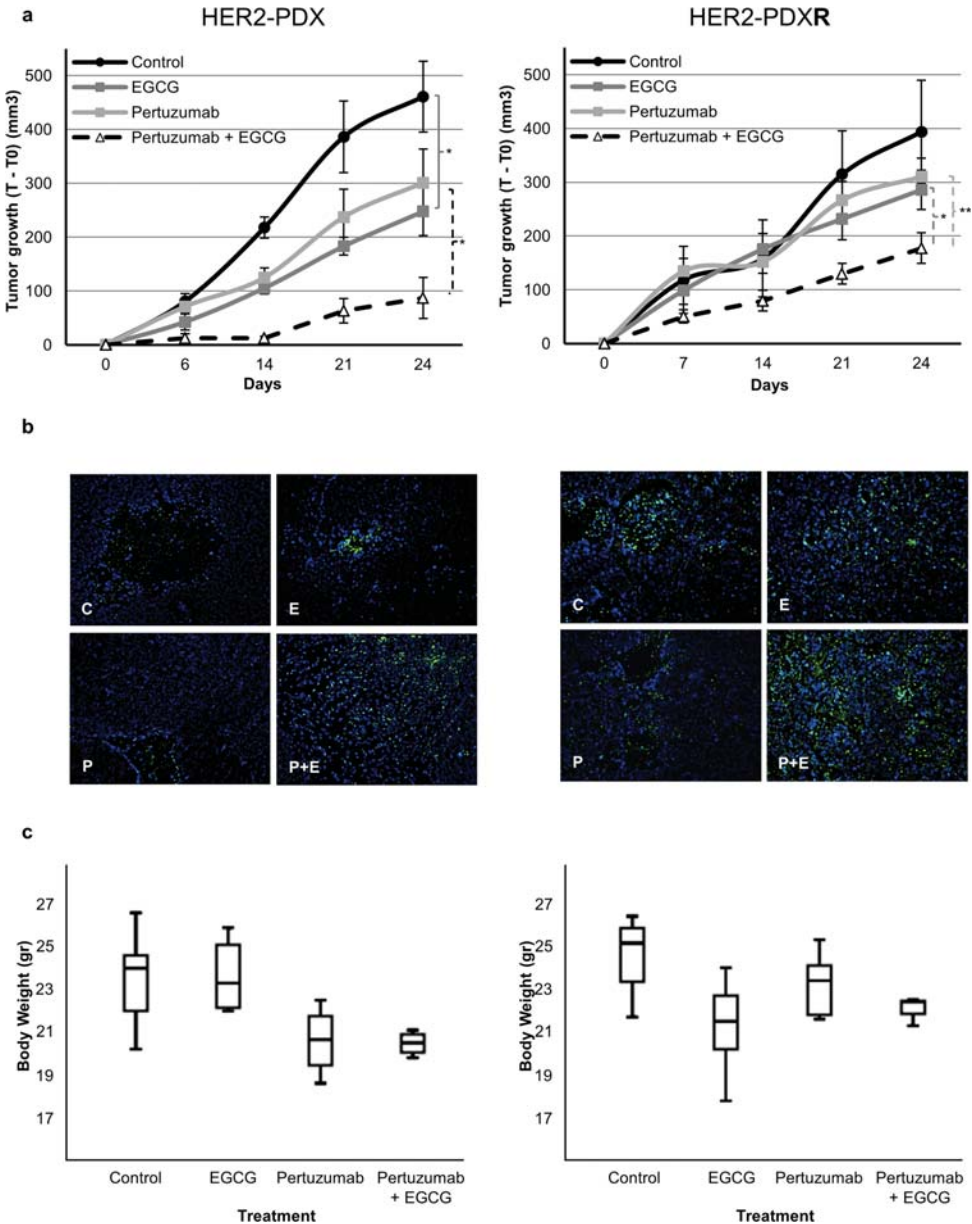 a
HER2-PDX
HER2-PDXR
Control
EGCG
Pertuzumab
Pertuzumab + EGCG
Tumor growth (T - T0) (mm3)
500
400
300
200
100
0
*
*
0 6 14 21 24
Days
Control
EGCG
Pertuzumab
Pertuzumab + EGCG
Tumor growth (T - T0) (mm3)
500
400
300
200
100
0
*
**
0 7 14 21 24
Days
b
C
E
P
P+E
C
E
P
P+E
c
Body Weight (gr)
27
25
23
21
19
17
Control EGCG Pertuzumab Pertuzumab
+ EGCG
Treatment
Body Weight (gr)
27
25
23
21
19
17
Control EGCG Pertuzumab Pertuzumab
+ EGCG
Treatment